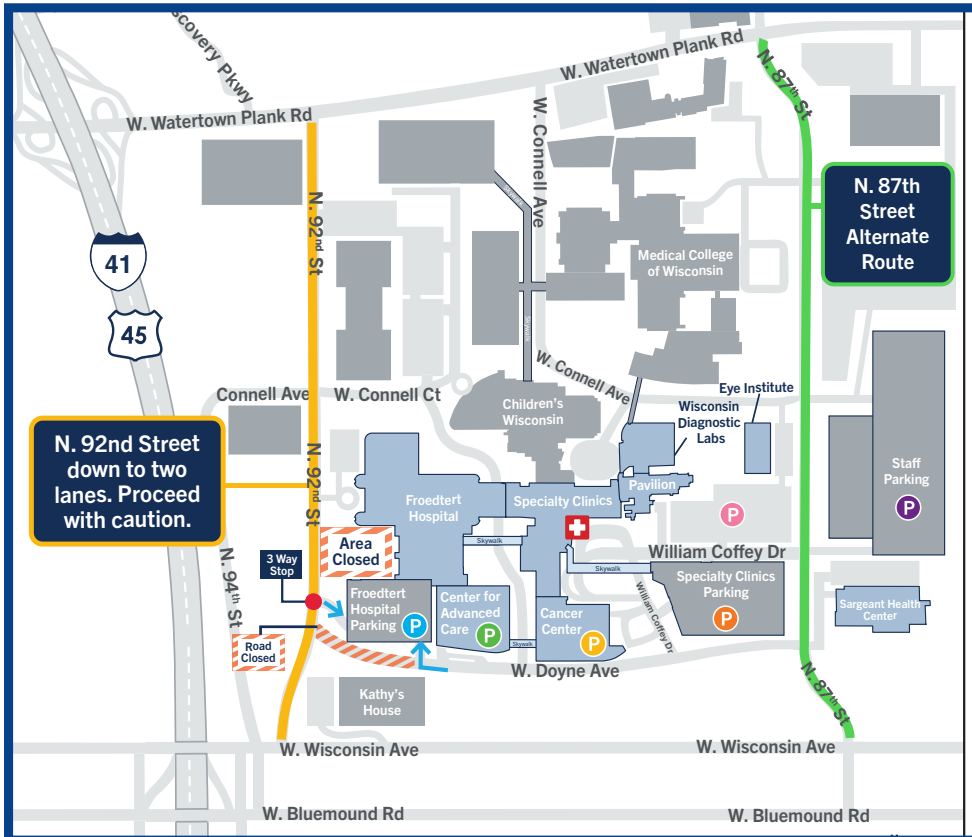 scovery Pkwy
W. Watertown Plank Rd
W. Watertown Plank Rd
N. 87th St
W. Connell Ave
N. 92nd St
Skywalk
N. 87th
Street
Alternate
Route
Medical College
of Wisconsin
41
45
Skywalk
W. Connell Ave
Connell Ave
W. Connell Ct
Eye Institute
Children's
Wisconsin
Wisconsin
Diagnostic
Labs
N. 92nd Street
down to two
lanes. Proceed
with caution.
N. 92nd St
Staff
Parking
P
Froedtert
Hospital
Specialty Clinics
Pavilion
P
Area
Closed
Skywalk
William Coffey Dr
3 Way
Stop
N. 94th St
Skywalk
Froedtert
Hospital
Parking
P
Center for
Advanced
Care
P
Cancer
Center
P
William Coffey Dr
Specialty Clinics
Parking
P
Sargeant Health
Center
Road
Closed
Skywalk
W. Doyne Ave
N. 87th St
Kathy's
House
W. Wisconsin Ave
W. Wisconsin Ave
W. Bluemound Rd
W. Bluemound Rd